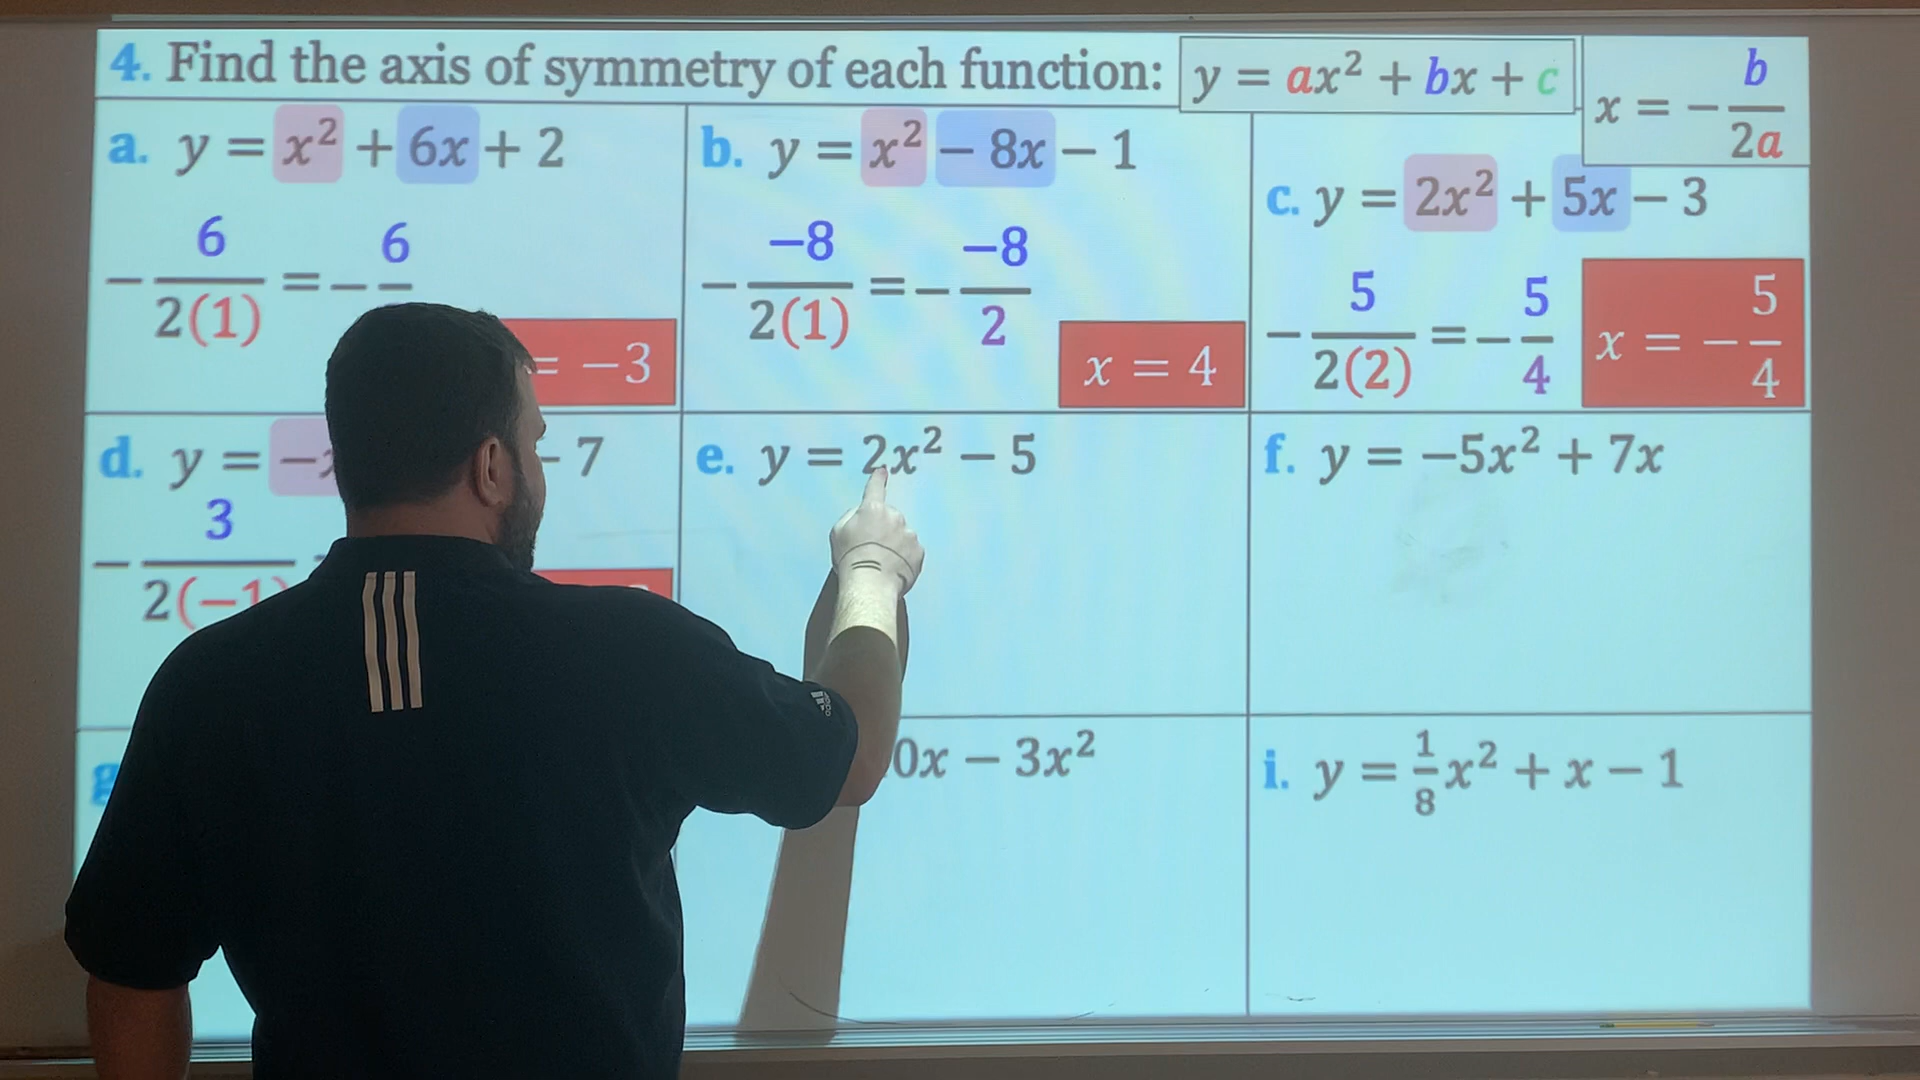 4. Find the axis of symmetry of each function: y = ax² + bx + c
x = − b/2a
a. y = x² + 6x + 2
− 6/2(1) = − 6
= −3
b. y = x² − 8x − 1
− −8/2(1) = − −8/2
x = 4
c. y = 2x² + 5x − 3
− 5/2(2) = − 5/4
x = − 5/4
d. y = − − 7
− 3/2(−1)
e. y = 2x² − 5
f. y = −5x² + 7x
g
0x − 3x²
i. y = 1/8 x² + x − 1